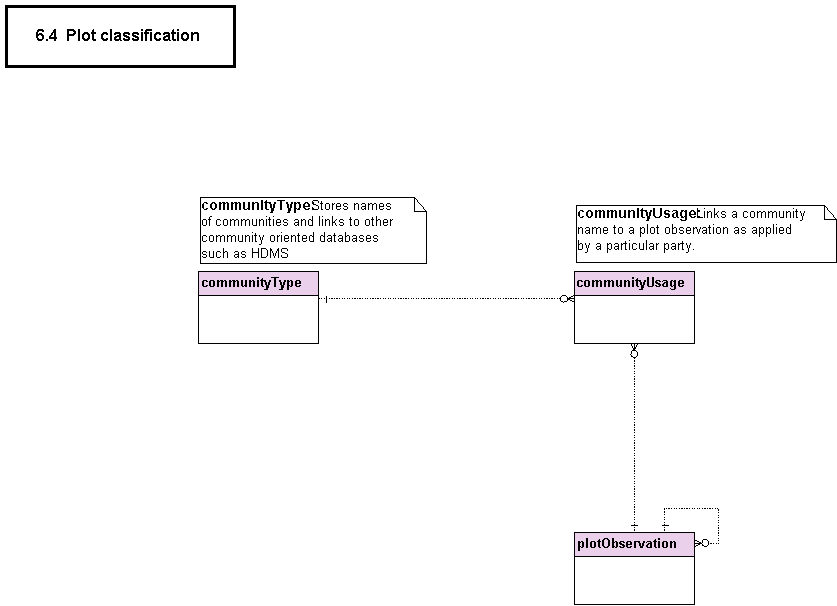 6.4 Plot classification
communityType Stores names
of communities and links to other
community oriented databases
such as HDMS
communityUsage: Links a community
name to a plot observation as applied
by a particular party.
communityType
communityUsage
plotObservation